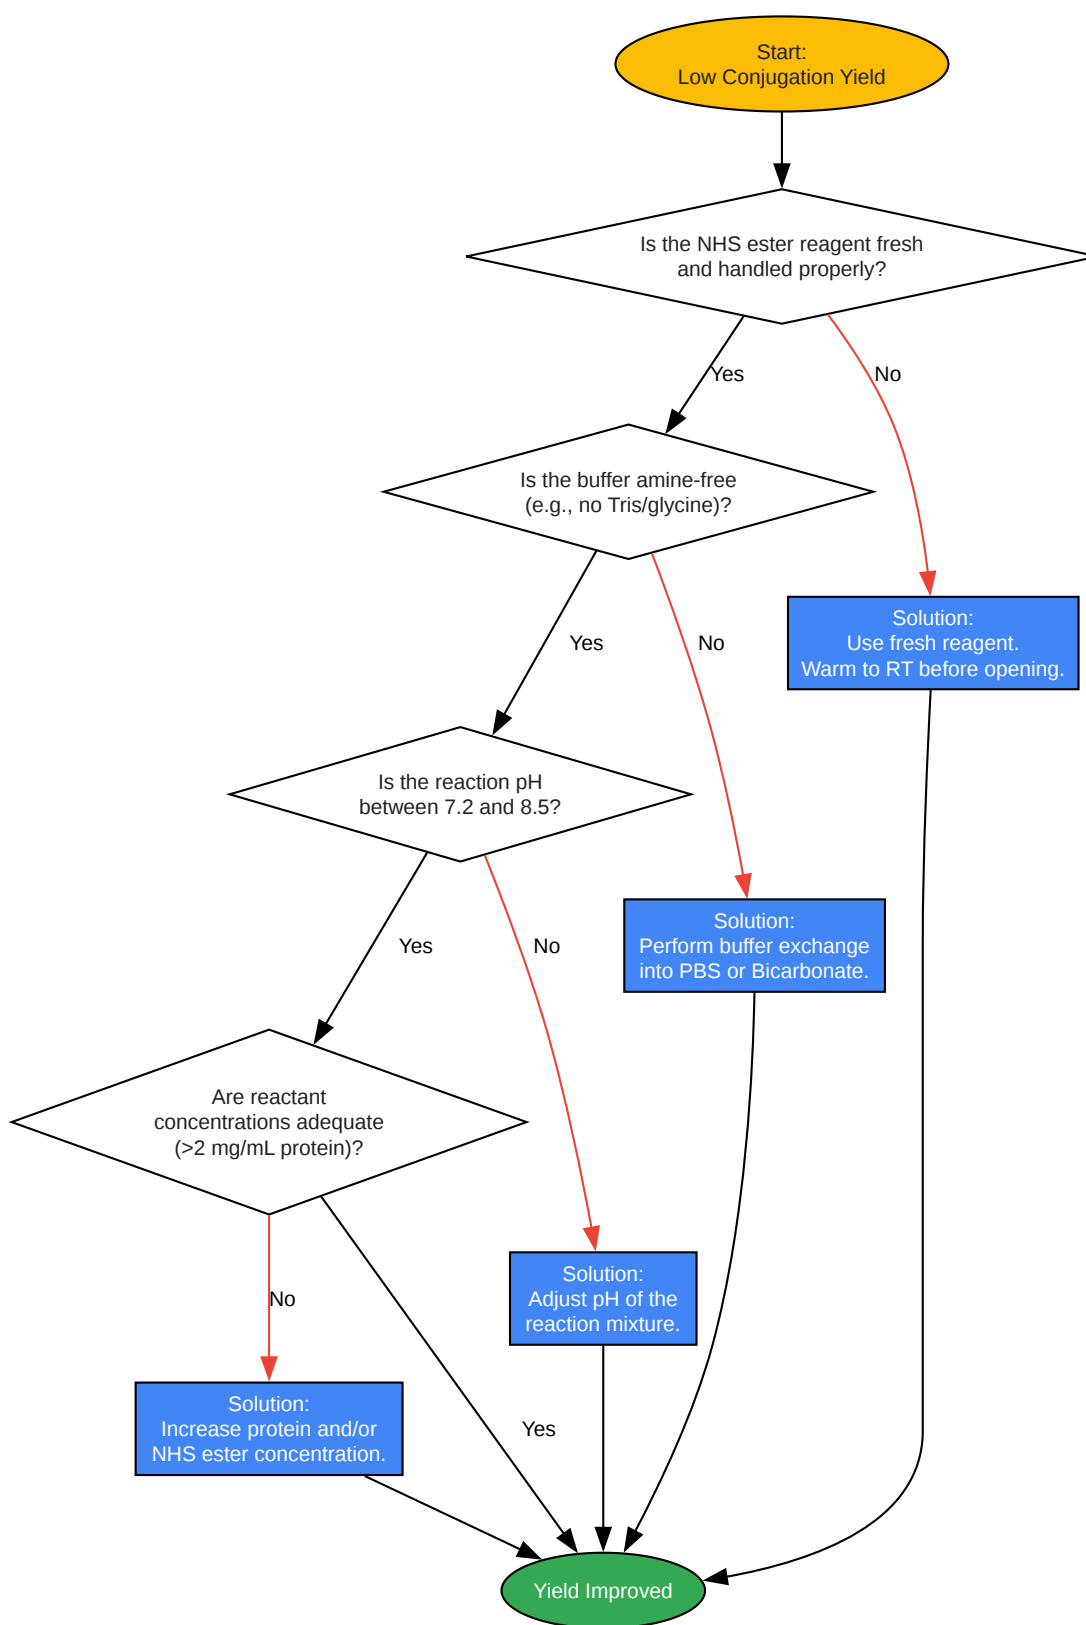 Start:
Low Conjugation Yield
Is the NHS ester reagent fresh
and handled properly?
Yes
No
Is the buffer amine-free
(e.g., no Tris/glycine)?
Solution:
Use fresh reagent.
Warm to RT before opening.
Yes
No
Is the reaction pH
between 7.2 and 8.5?
Solution:
Perform buffer exchange
into PBS or Bicarbonate.
Yes
No
Are reactant
concentrations adequate
(>2 mg/mL protein)?
Solution:
Adjust pH of the
reaction mixture.
No
Yes
Solution:
Increase protein and/or
NHS ester concentration.
Yield Improved